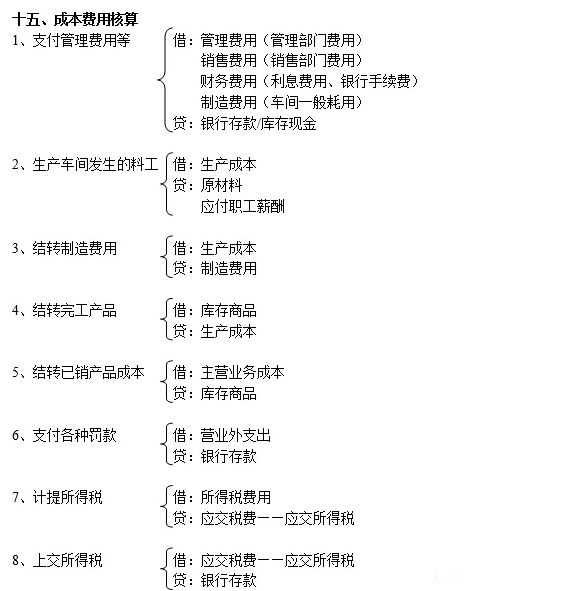 十五、成本费用核算
1、支付管理费用等 借：管理费用（管理部门费用）
销售费用（销售部门费用）
财务费用（利息费用、银行手续费）
制造费用（车间一般耗用）
贷：银行存款/库存现金
2、生产车间发生的料工 借：生产成本
贷：原材料
应付职工薪酬
3、结转制造费用 借：生产成本
贷：制造费用
4、结转完工产品 借：库存商品
贷：生产成本
5、结转已销产品成本 借：主营业务成本
贷：库存商品
6、支付各种罚款 借：营业外支出
贷：银行存款
7、计提所得税 借：所得税费用
贷：应交税费——应交所得税
8、上交所得税 借：应交税费——应交所得税
贷：银行存款